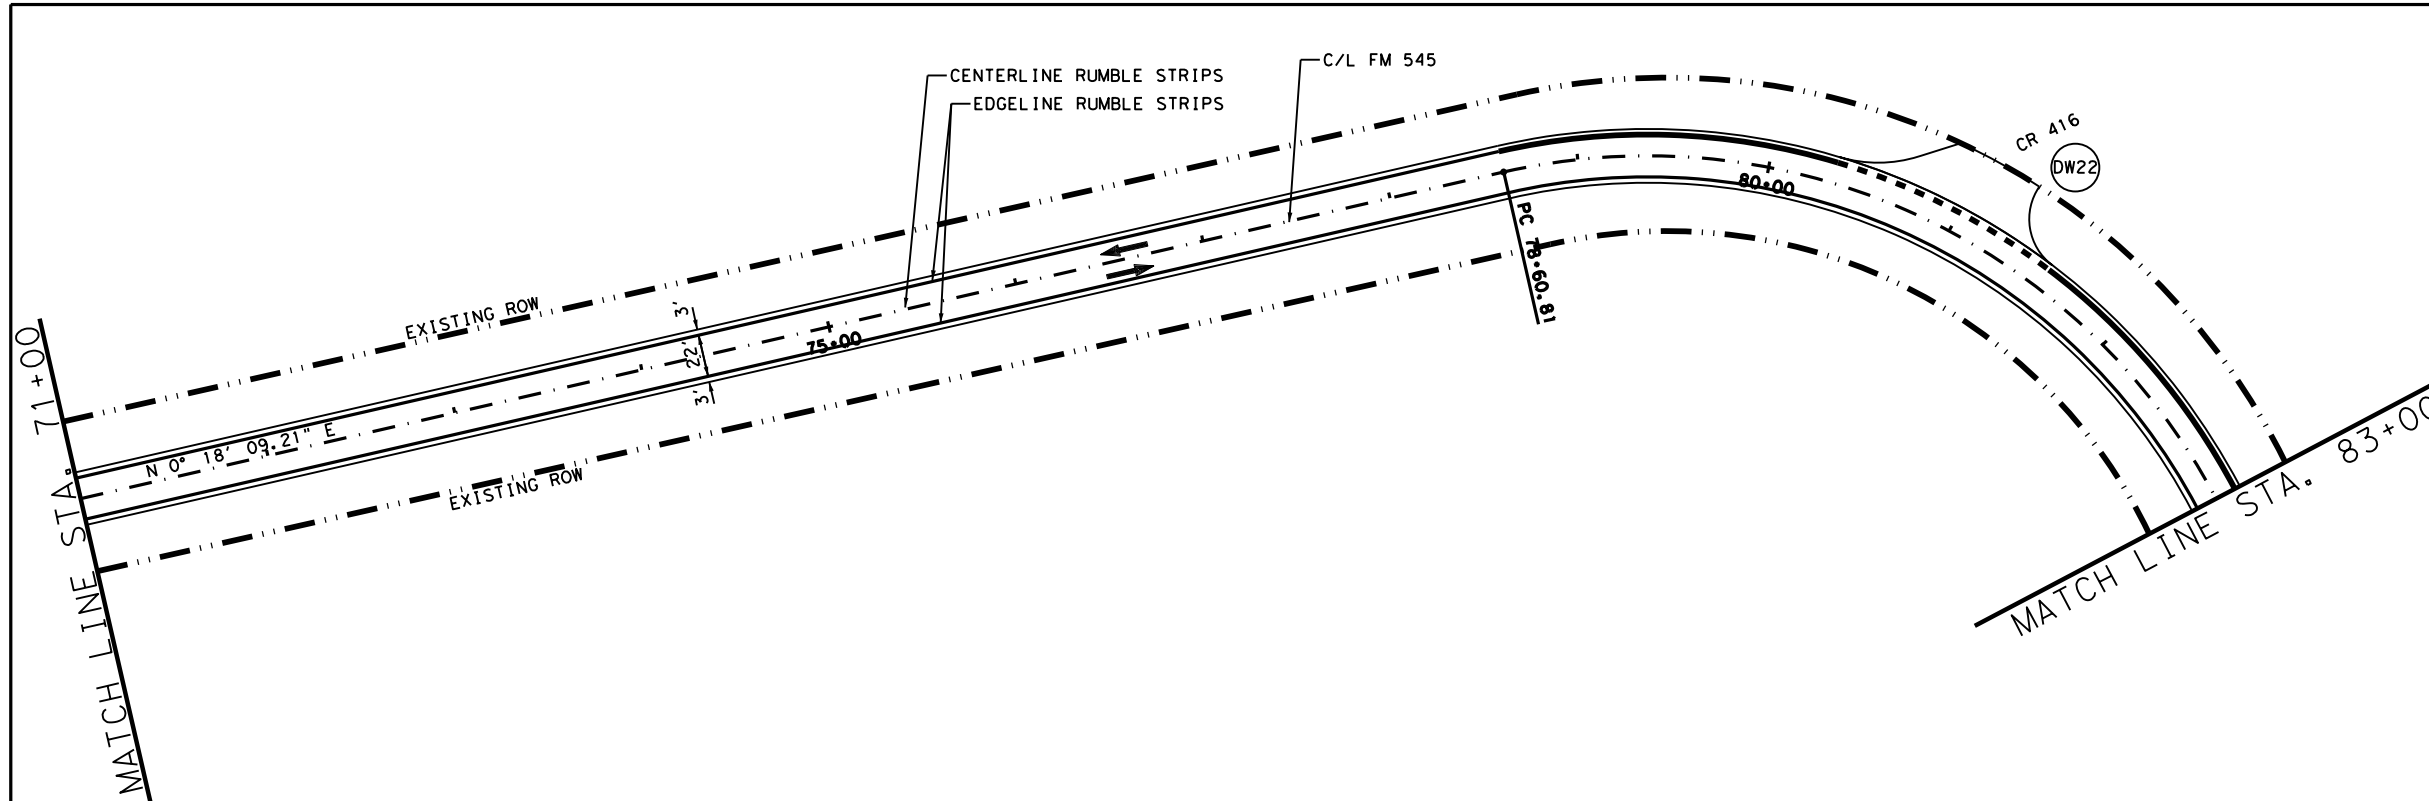 CENTERLINE RUMBLE STRIPS
EDGELINE RUMBLE STRIPS
C/L FM 545
CR 416
DW22
80+00
PC 78+60.81
EXISTING ROW
3'
22'
3'
75+00
N 0° 18' 09.21" E
EXISTING ROW
MATCH LINE STA. 71+00
MATCH LINE STA. 83+00